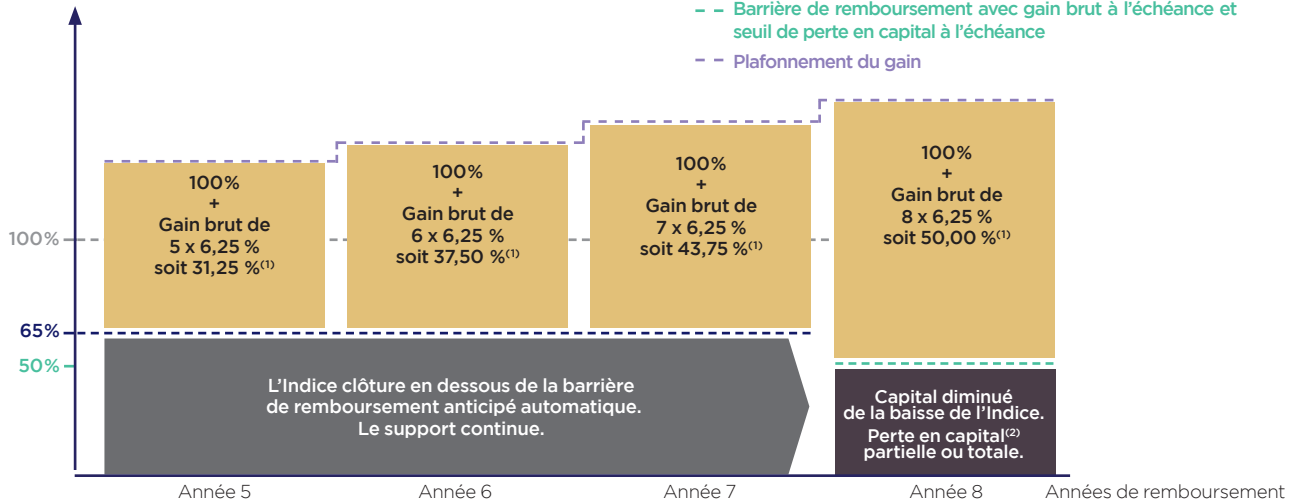 Barrière de remboursement avec gain brut à l'échéance et
seuil de perte en capital à l'échéance
Plafonnement du gain
100%
+
Gain brut de
5 x 6,25 %
soit 31,25 %(1)
100%
+
Gain brut de
6 x 6,25 %
soit 37,50 %(1)
100%
+
Gain brut de
7 x 6,25 %
soit 43,75 %(1)
100%
+
Gain brut de
8 x 6,25 %
soit 50,00 %(1)
100%
65%
50%
L'Indice clôture en dessous de la barrière
de remboursement anticipé automatique.
Le support continue.
Capital diminué
de la baisse de l'Indice.
Perte en capital(2)
partielle ou totale.
Année 5
Année 6
Année 7
Année 8
Années de remboursement